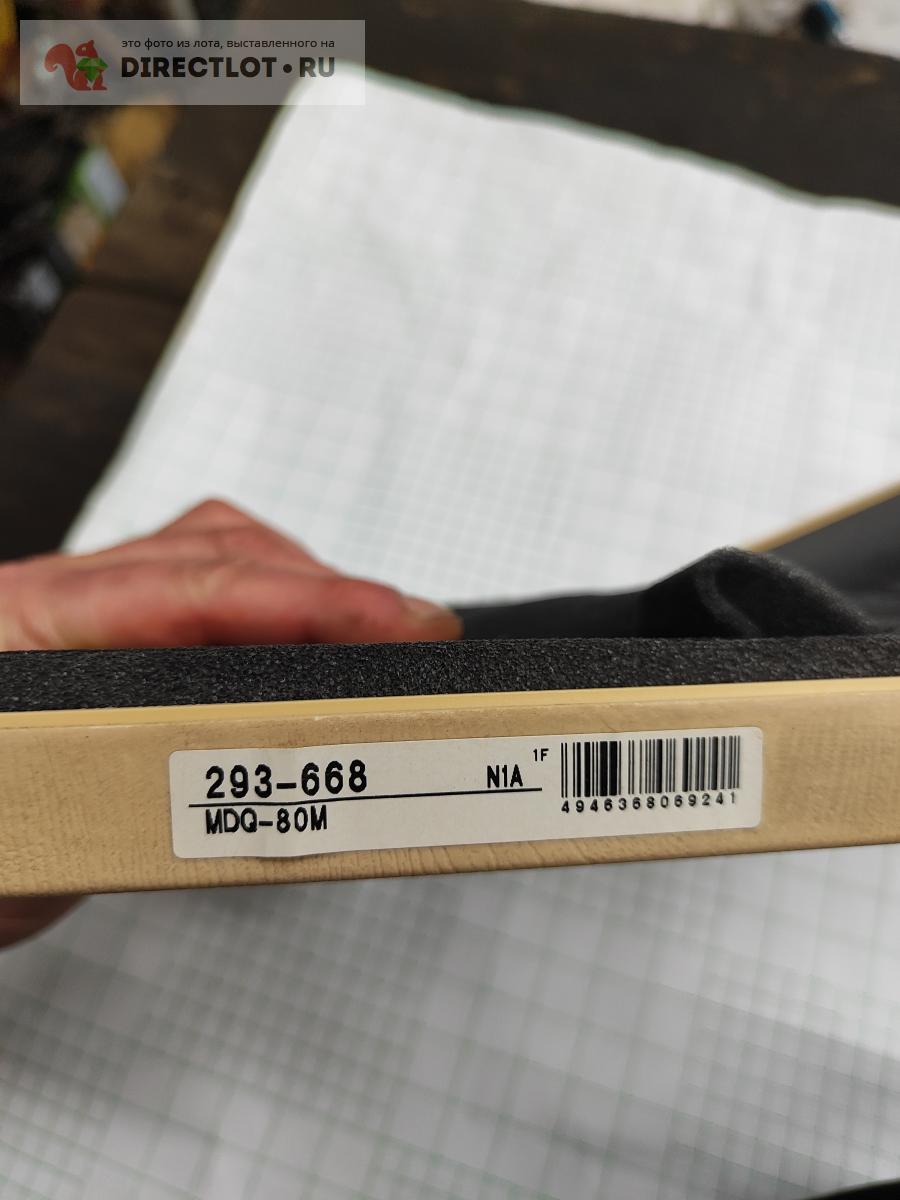 это фото из лота, выставленного на
DIRECTLOT•RU
293-668 N1A 1F
MDQ-80M
4946368069241